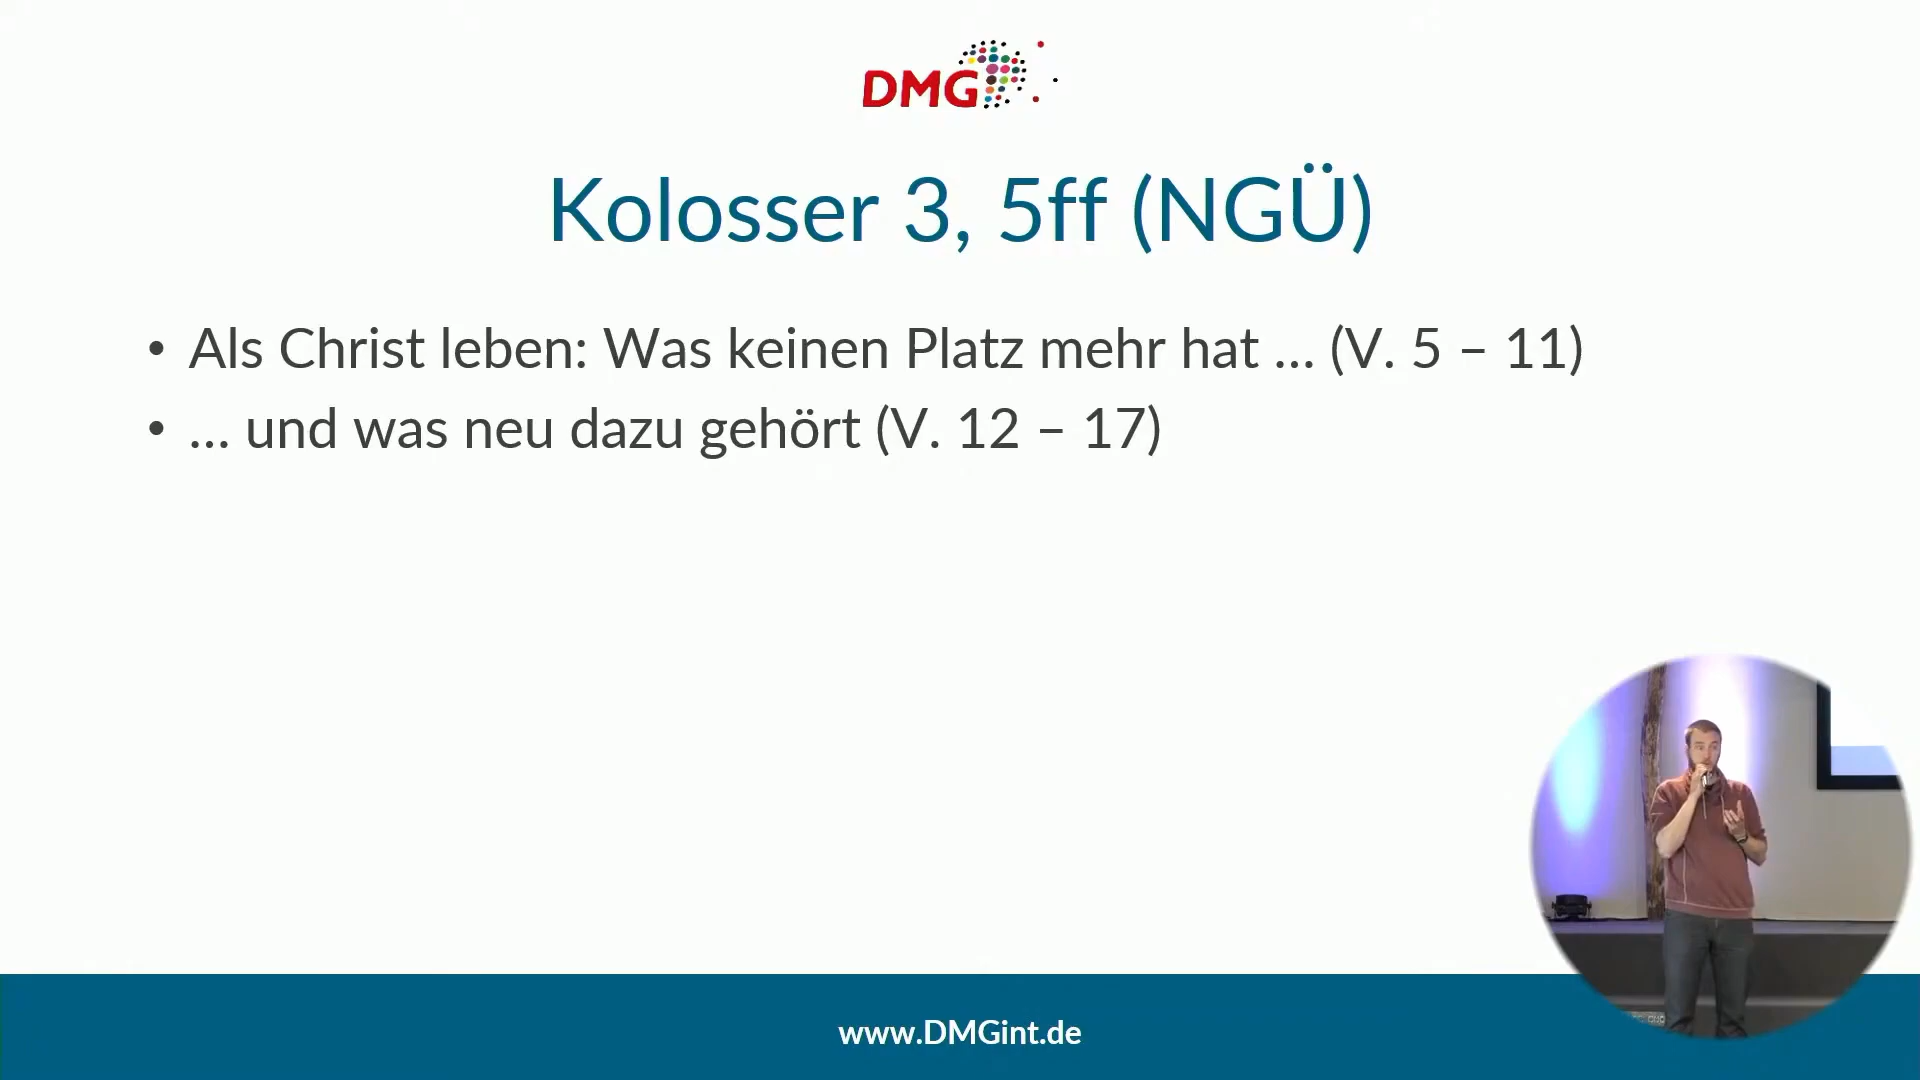 DMG
Kolosser 3, 5ff (NGÜ)
• Als Christ leben: Was keinen Platz mehr hat … (V. 5 – 11)
• … und was neu dazu gehört (V. 12 – 17)
www.DMGint.de